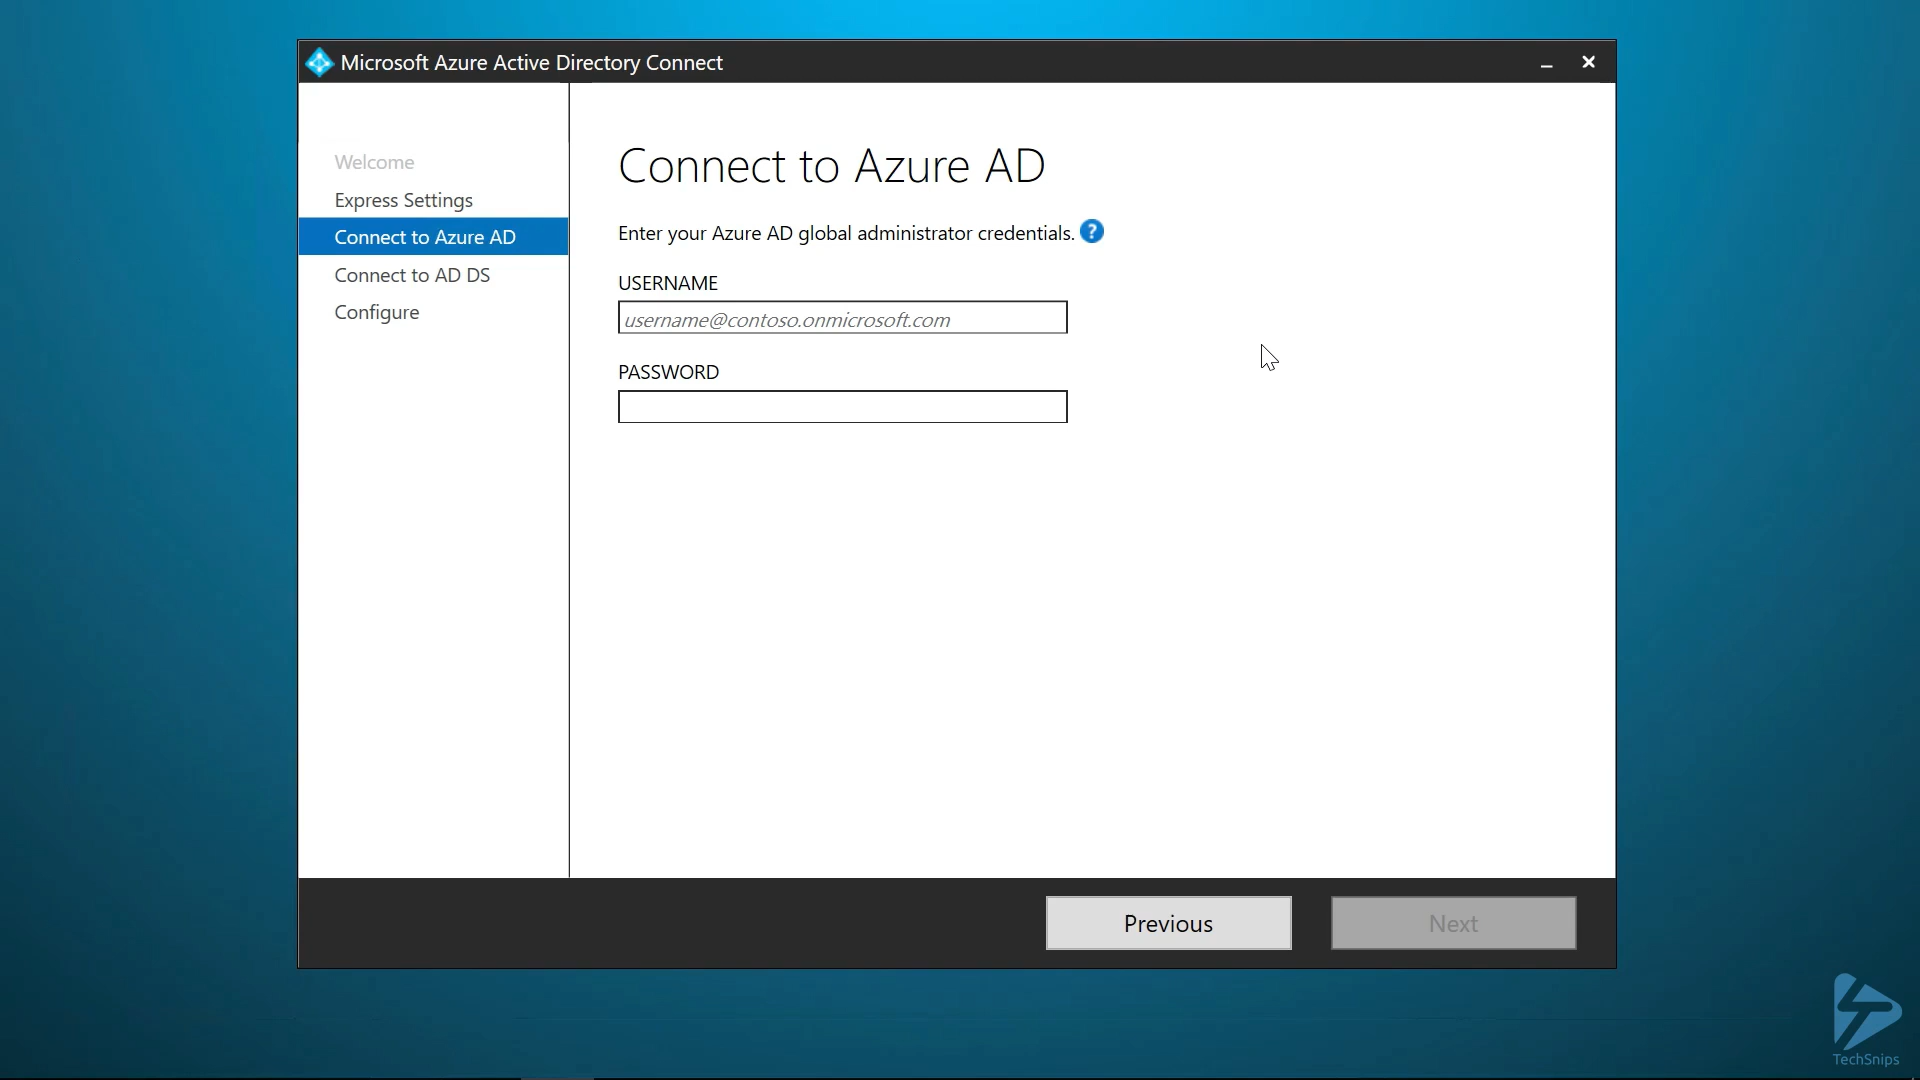 Microsoft Azure Active Directory Connect
Welcome
Express Settings
Connect to Azure AD
Connect to AD DS
Configure
Connect to Azure AD
Enter your Azure AD global administrator credentials. ?
USERNAME
username@contoso.onmicrosoft.com
PASSWORD
Previous
Next
TechSnips